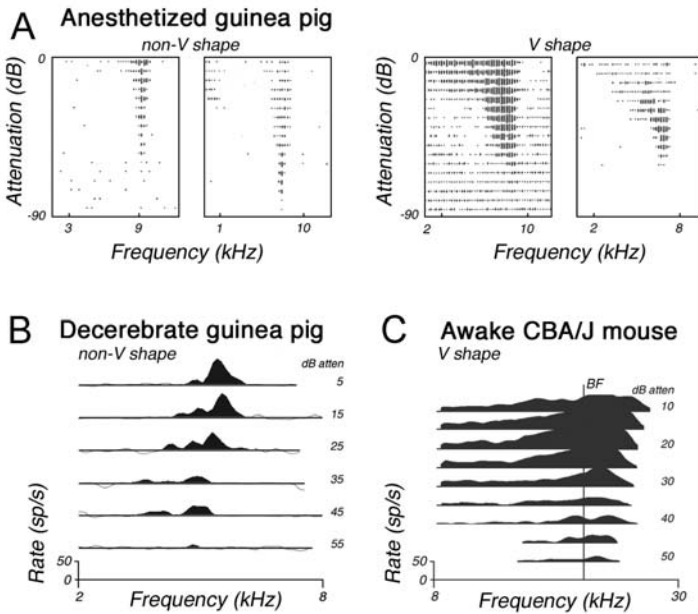 A Anesthetized guinea pig
non-V shape
V shape
Attenuation (dB)
0
-90
3 9
1 10
Frequency (kHz)
Attenuation (dB)
0
-90
2 10
2 8
Frequency (kHz)
B Decerebrate guinea pig
non-V shape
dB atten
5
15
25
35
45
55
Rate (sp/s)
50
0
2 8
Frequency (kHz)
C Awake CBA/J mouse
V shape
BF
dB atten
10
20
30
40
50
Rate (sp/s)
50
0
8 30
Frequency (kHz)